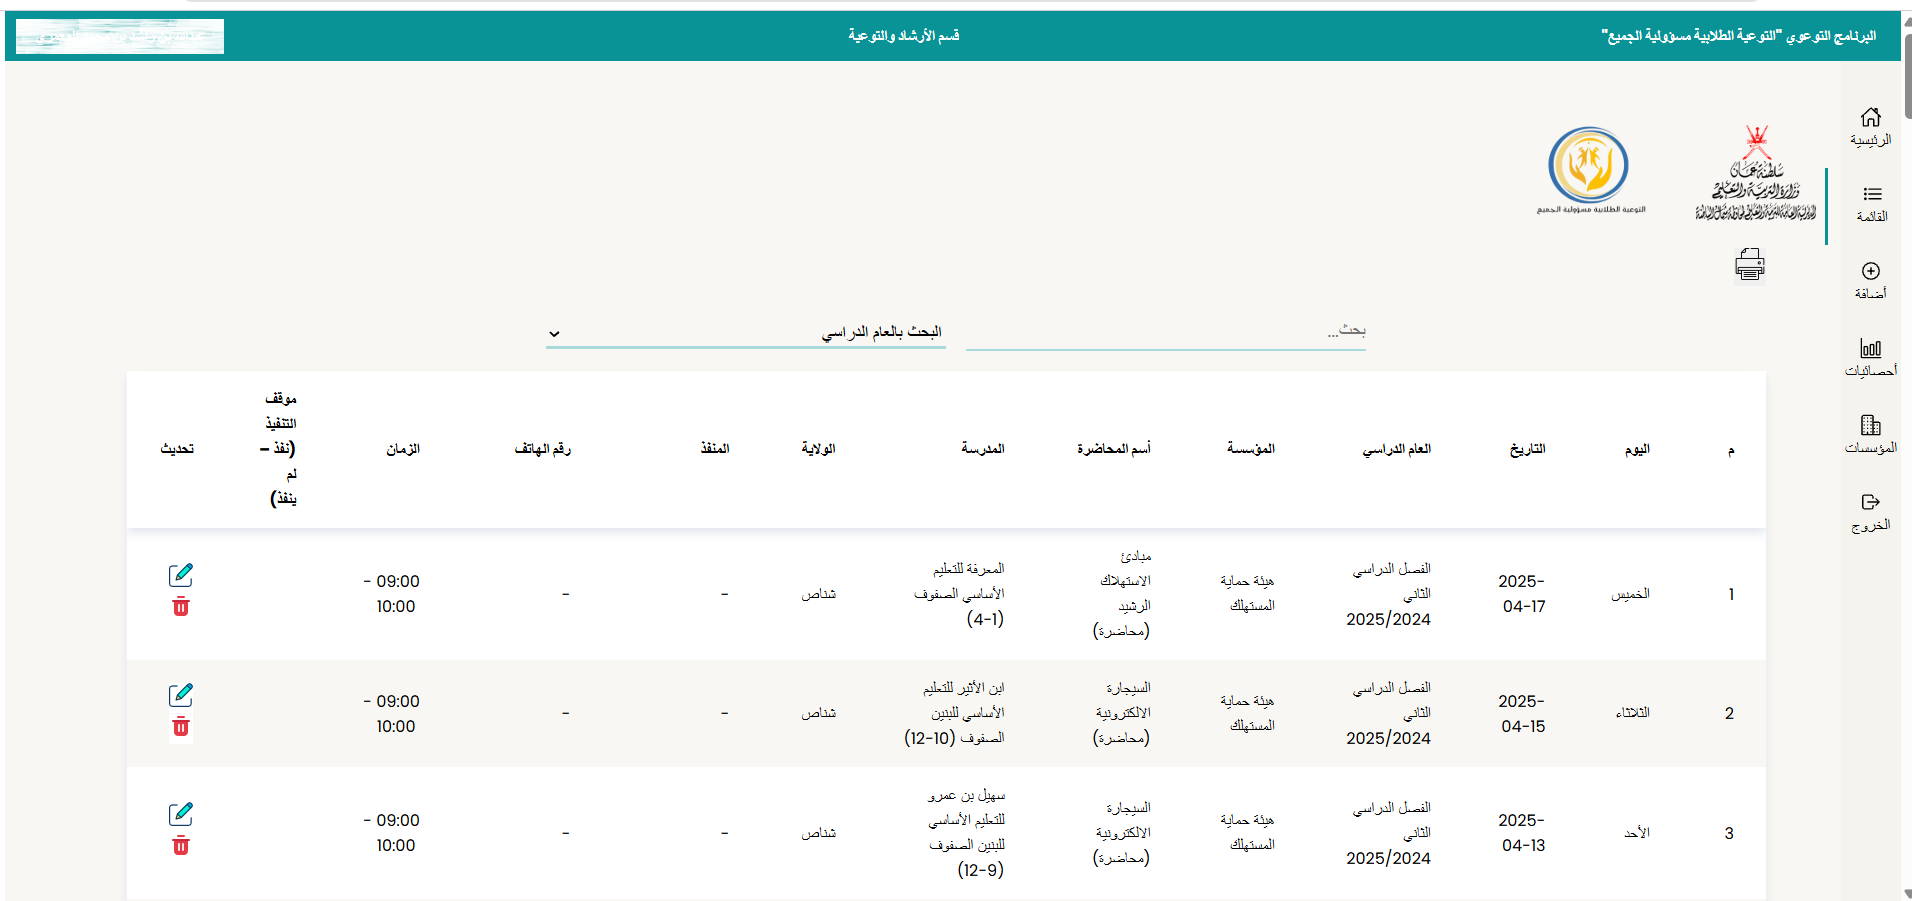 البرنامج التوعوي "التوعية الطلابية مسؤولية الجميع"
قسم الأرشاد والتوعية
الرئيسية
القائمة
أضافة
أحصائيات
المؤسسات
الخروج
سلطنة عمان
وزارة التربية والتعليم
التوعية الطلابية مسؤولية الجميع
بحث...
البحث بالعام الدراسي
م
اليوم
التاريخ
العام الدراسي
المؤسسة
أسم المحاضرة
المدرسة
الولاية
المنفذ
رقم الهاتف
الزمان
موقف
التنفيذ
(نفذ –
لم
ينفذ)
تحديث
1
الخميس
2025-
04-17
الفصل الدراسي
الثاني
2025/2024
هيئة حماية
المستهلك
مبادئ
الاستهلاك
الرشيد
(محاضرة)
المعرفة للتعليم
الأساسي الصفوف
(4-1)
شناص
-
-
09:00 -
10:00
2
الثلاثاء
2025-
04-15
الفصل الدراسي
الثاني
2025/2024
هيئة حماية
المستهلك
السيجارة
الالكترونية
(محاضرة)
ابن الأثير للتعليم
الأساسي للبنين
الصفوف (10-12)
شناص
-
-
09:00 -
10:00
3
الأحد
2025-
04-13
الفصل الدراسي
الثاني
2025/2024
هيئة حماية
المستهلك
السيجارة
الالكترونية
(محاضرة)
سهيل بن عمرو
للتعليم الأساسي
للبنين الصفوف
(12-9)
شناص
-
-
09:00 -
10:00